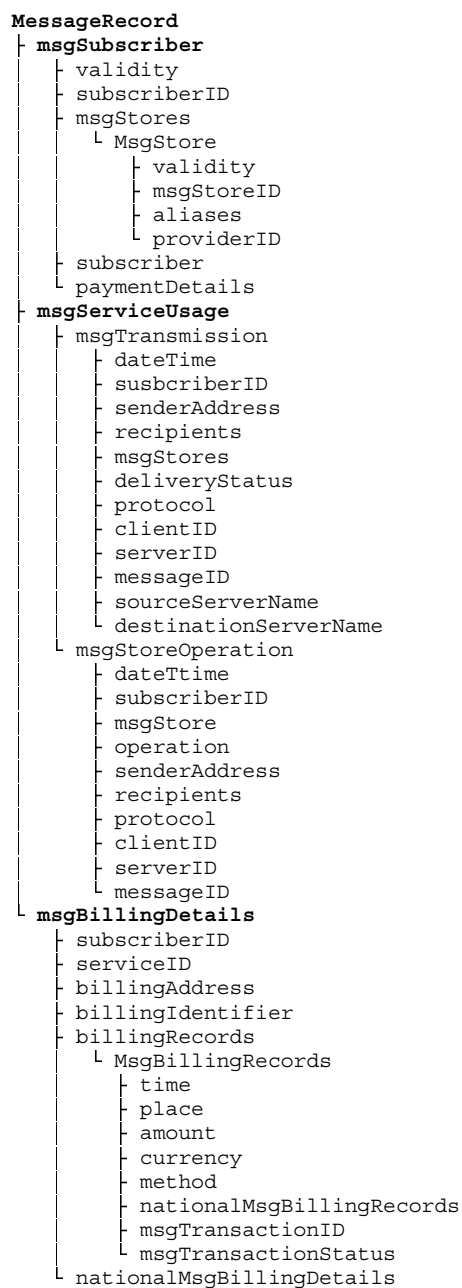 MessageRecord
msgSubscriber
validity
subscriberID
msgStores
MsgStore
validity
msgStoreID
aliases
providerID
subscriber
paymentDetails
msgServiceUsage
msgTransmission
dateTime
susbcriberID
senderAddress
recipients
msgStores
deliveryStatus
protocol
clientID
serverID
messageID
sourceServerName
destinationServerName
msgStoreOperation
dateTtime
subscriberID
msgStore
operation
senderAddress
recipients
protocol
clientID
serverID
messageID
msgBillingDetails
subscriberID
serviceID
billingAddress
billingIdentifier
billingRecords
MsgBillingRecords
time
place
amount
currency
method
nationalMsgBillingRecords
msgTransactionID
msgTransactionStatus
nationalMsgBillingDetails